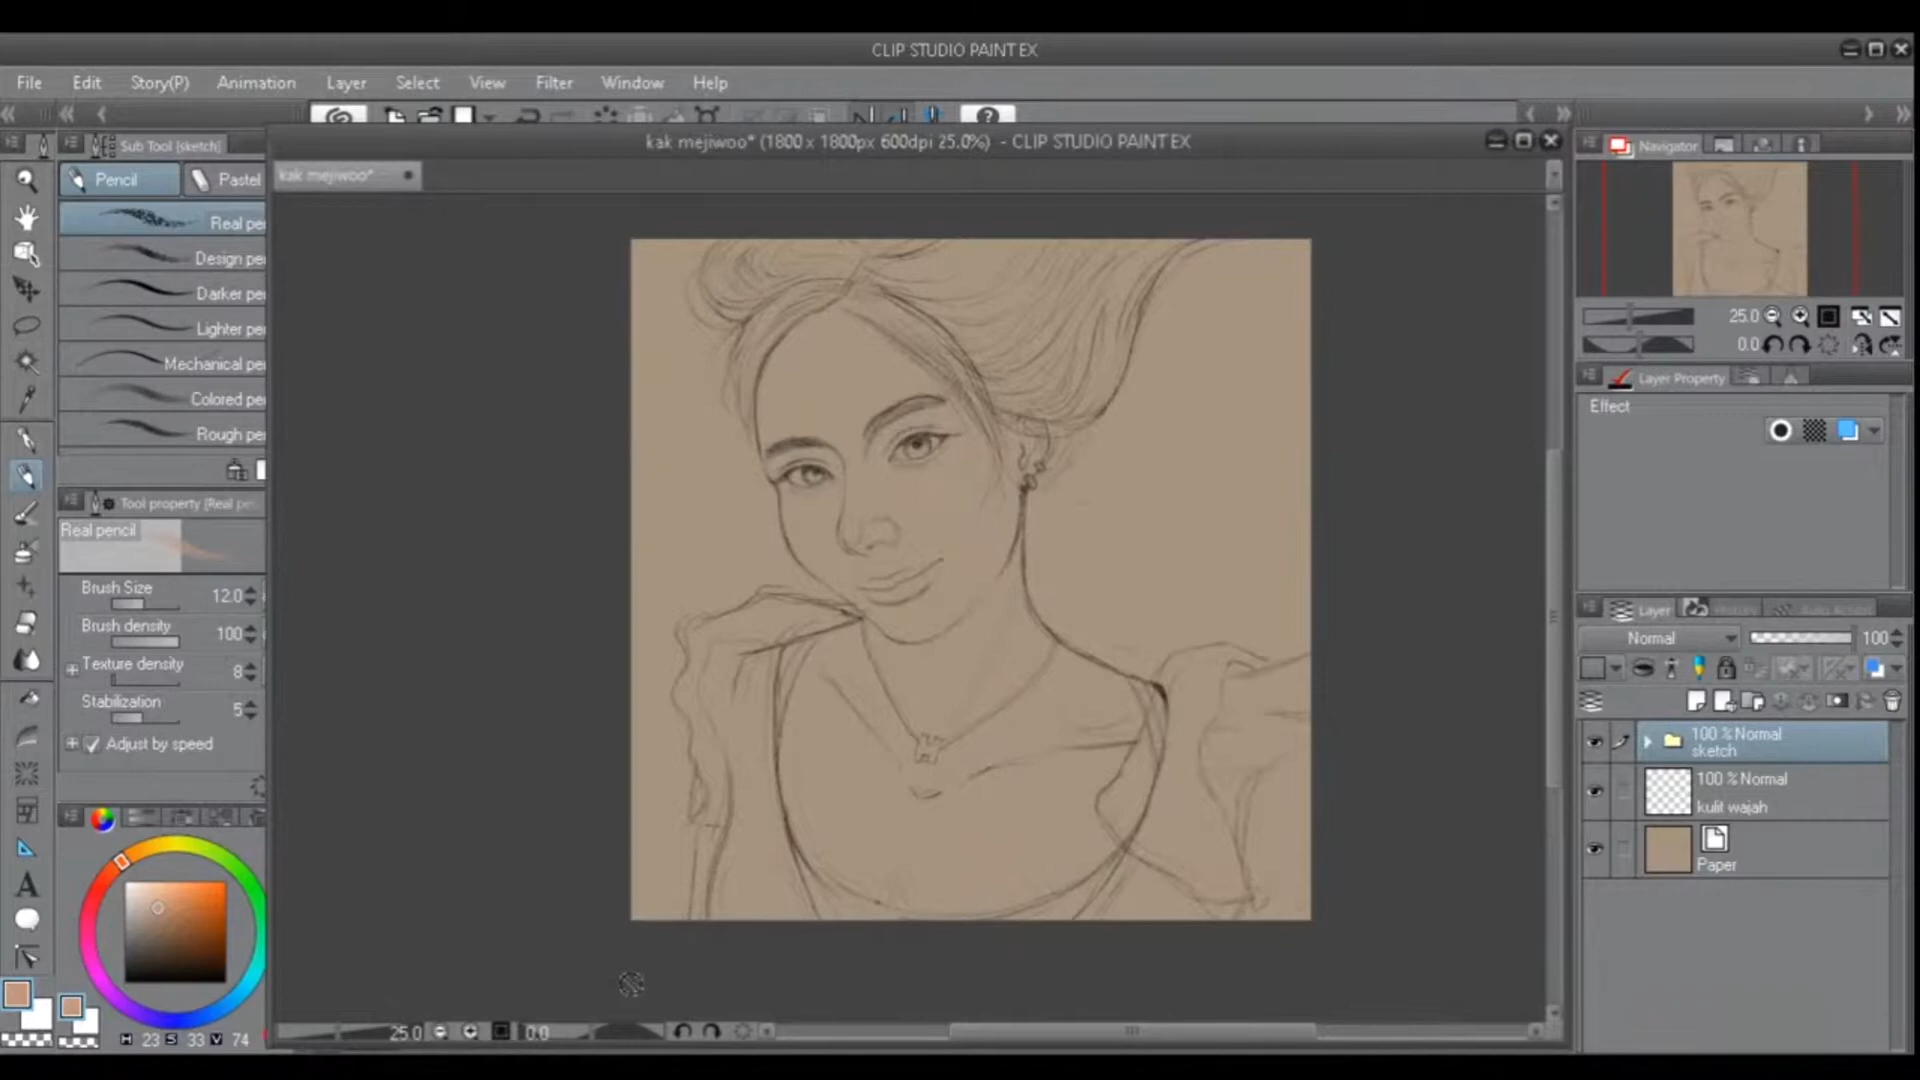 CLIP STUDIO PAINT EX
File Edit Story(P) Animation Layer Select View Filter Window Help
Sub Tool [sketch]
kak mejiwoo* (1800 x 1800px 600dpi 25.0%) - CLIP STUDIO PAINT EX
Navigator
Pencil Pastel
kak mejiwoo*
Real pe
Design pe
Darker pe
Lighter pe
Mechanical pe
Colored pe
Rough pe
25.0
0.0
Layer Property
Effect
Tool property [Real pe
Real pencil
Brush Size 12.0
Brush density 100
Texture density 8
Stabilization 5
Adjust by speed
Layer
Normal 100
100 % Normal
sketch
100 % Normal
kulit wajah
Paper
A
H 23 S 33 V 74
25.0 0.0